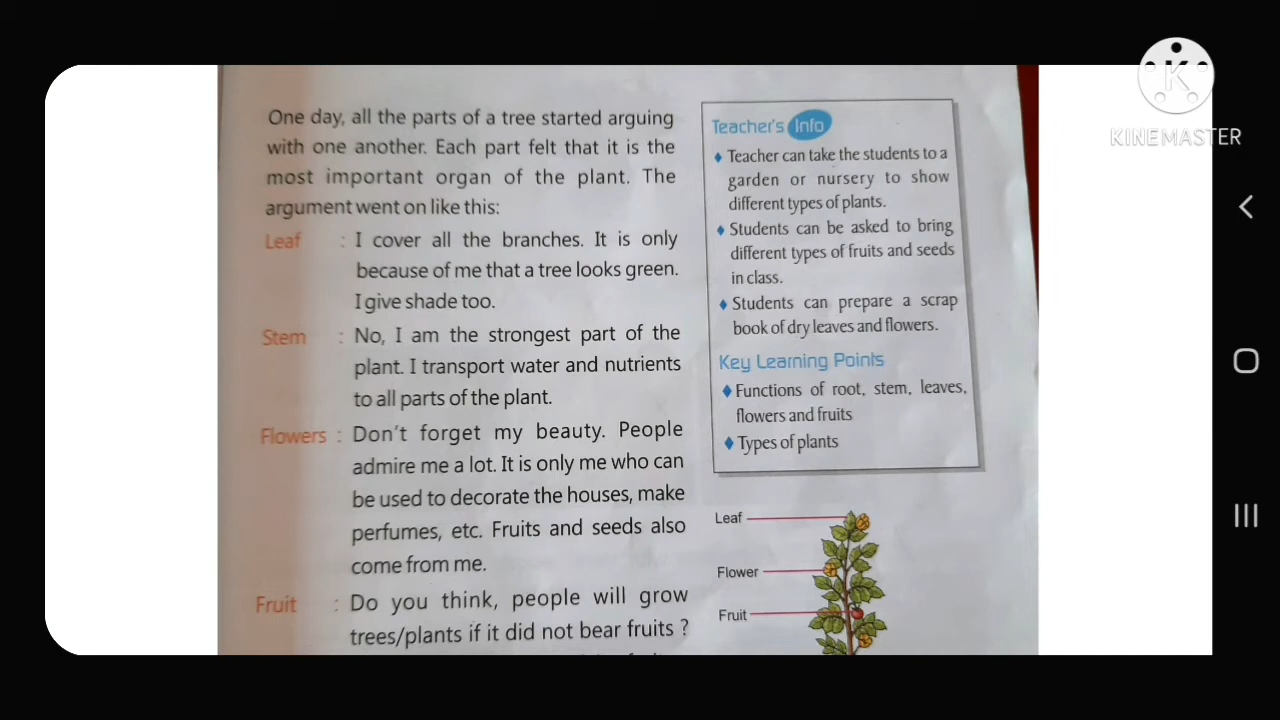 One day, all the parts of a tree started arguing
with one another. Each part felt that it is the
most important organ of the plant. The
argument went on like this:
Leaf : I cover all the branches. It is only
because of me that a tree looks green.
I give shade too.
Stem : No, I am the strongest part of the
plant. I transport water and nutrients
to all parts of the plant.
Flowers : Don't forget my beauty. People
admire me a lot. It is only me who can
be used to decorate the houses, make
perfumes, etc. Fruits and seeds also
come from me.
Fruit : Do you think, people will grow
trees/plants if it did not bear fruits ?
Teacher's Info
♦ Teacher can take the students to a
garden or nursery to show
different types of plants.
♦ Students can be asked to bring
different types of fruits and seeds
in class.
♦ Students can prepare a scrap
book of dry leaves and flowers.
Key Learning Points
♦ Functions of root, stem, leaves,
flowers and fruits
♦ Types of plants
Leaf
Flower
Fruit
K
KINEMASTER